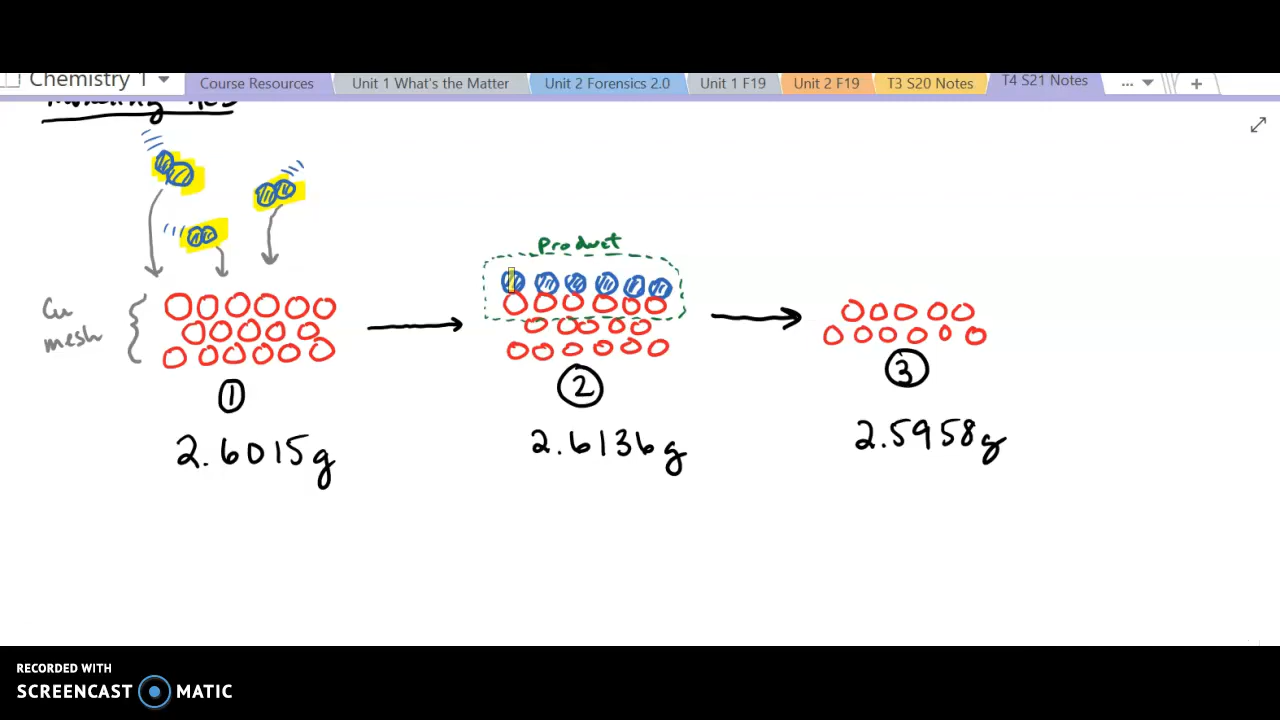 Chemistry 1
Course Resources
Unit 1 What's the Matter
Unit 2 Forensics 2.0
Unit 1 F19
Unit 2 F19
T3 S20 Notes
T4 S21 Notes
...
+
Product
Cu
mesh
1
2
3
2.6015g
2.6136g
2.5958g
RECORDED WITH
SCREENCAST MATIC